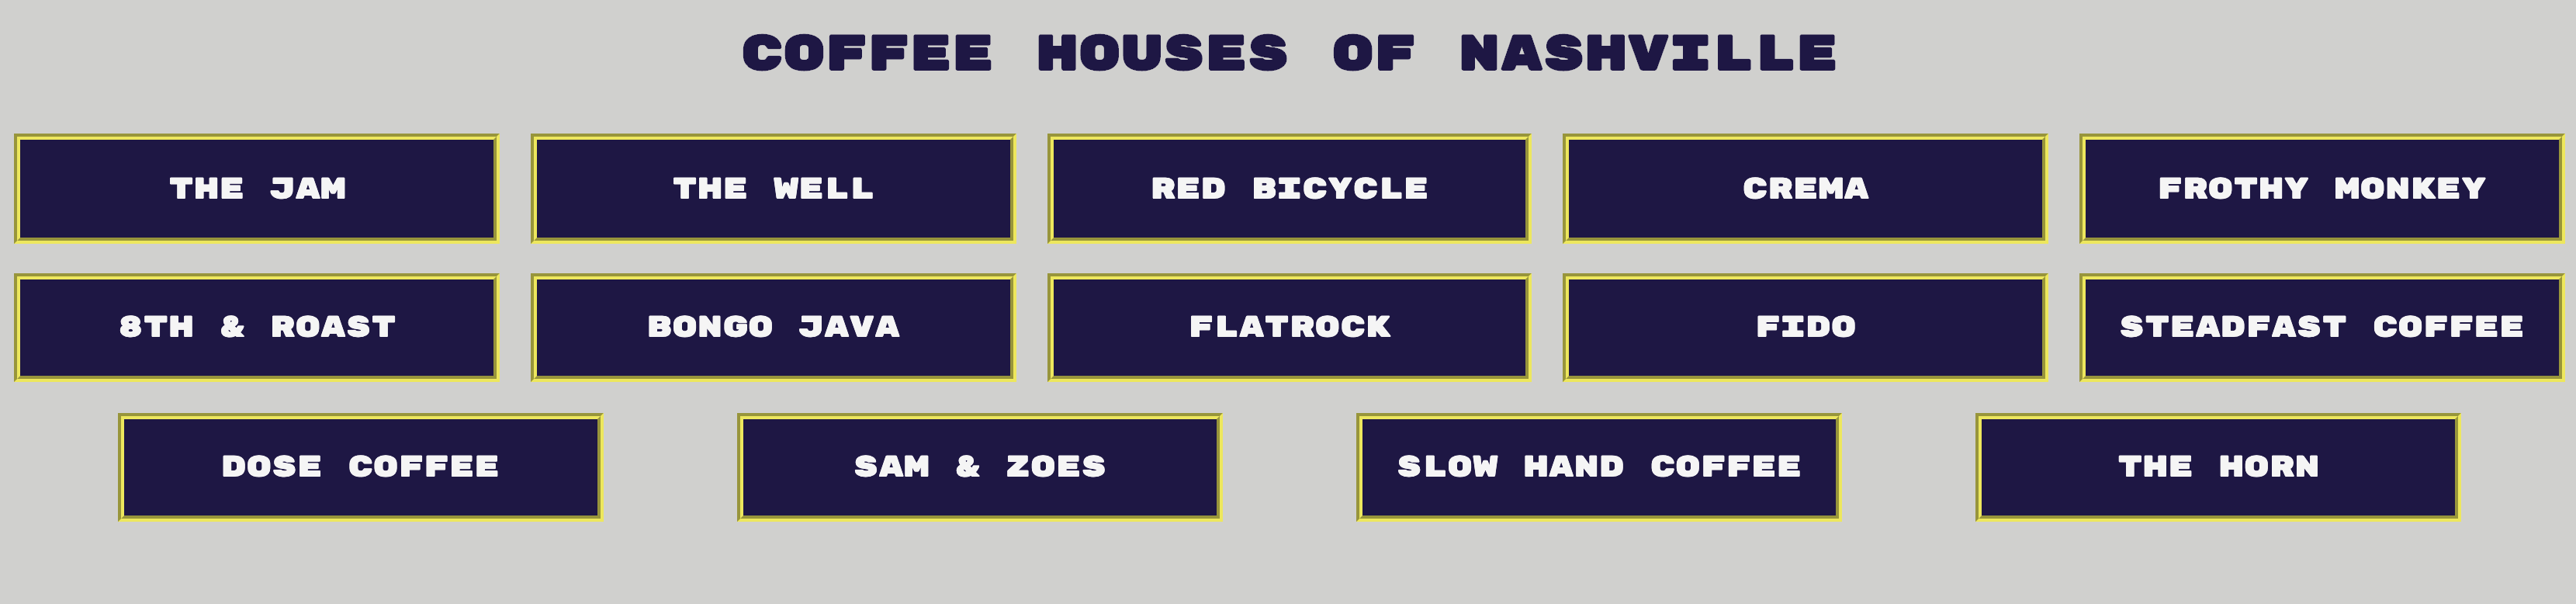 COFFEE HOUSES OF NASHVILLE
THE JAM
THE WELL
RED BICYCLE
CREMA
FROTHY MONKEY
8TH & ROAST
BONGO JAVA
FLATROCK
FIDO
STEADFAST COFFEE
DOSE COFFEE
SAM & ZOES
SLOW HAND COFFEE
THE HORN